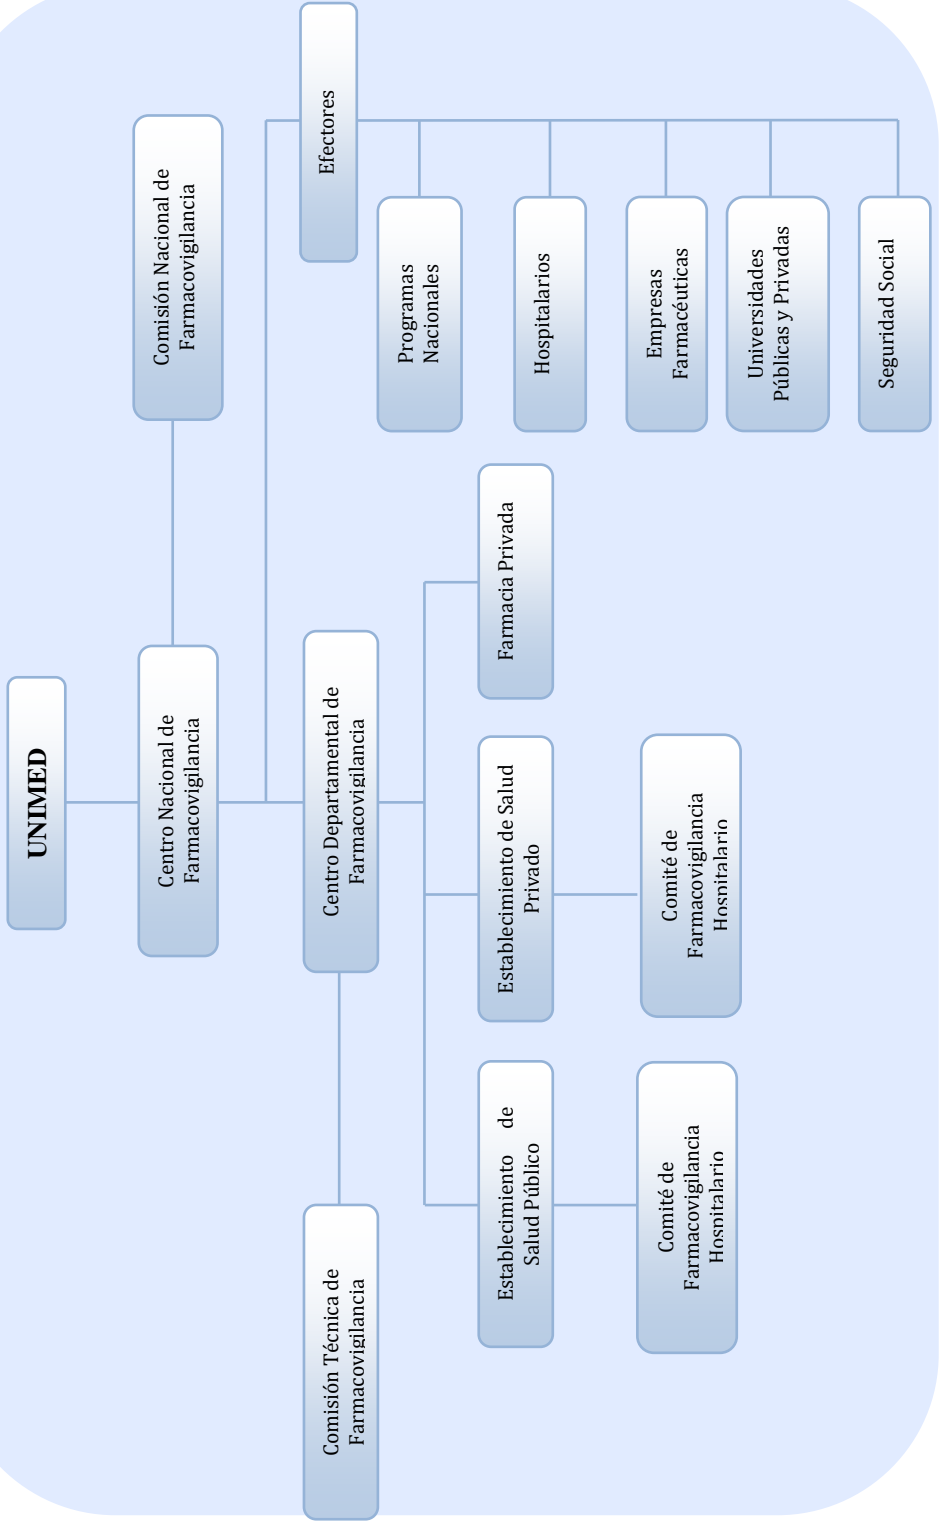 UNIMED
Centro Nacional de
Farmacovigilancia
Comisión Nacional de
Farmacovigilancia
Comisión Técnica de
Farmacovigilancia
Centro Departamental de
Farmacovigilancia
Efectores
Establecimiento de
Salud Público
Establecimiento de Salud
Privado
Farmacia Privada
Programas
Nacionales
Hospitalarios
Empresas
Farmacéuticas
Universidades
Públicas y Privadas
Seguridad Social
Comité de
Farmacovigilancia
Hospitalario
Comité de
Farmacovigilancia
Hospitalario